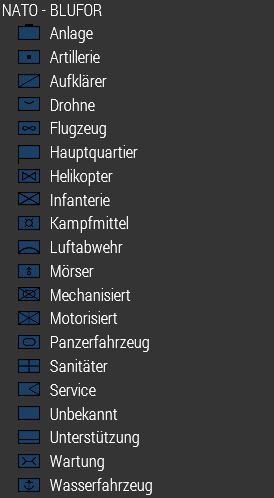 NATO - BLUFOR
Anlage
Artillerie
Aufklärer
Drohne
Flugzeug
Hauptquartier
Helikopter
Infanterie
Kampfmittel
Luftabwehr
Mörser
Mechanisiert
Motorisiert
Panzerfahrzeug
Sanitäter
Service
Unbekannt
Unterstützung
Wartung
Wasserfahrzeug